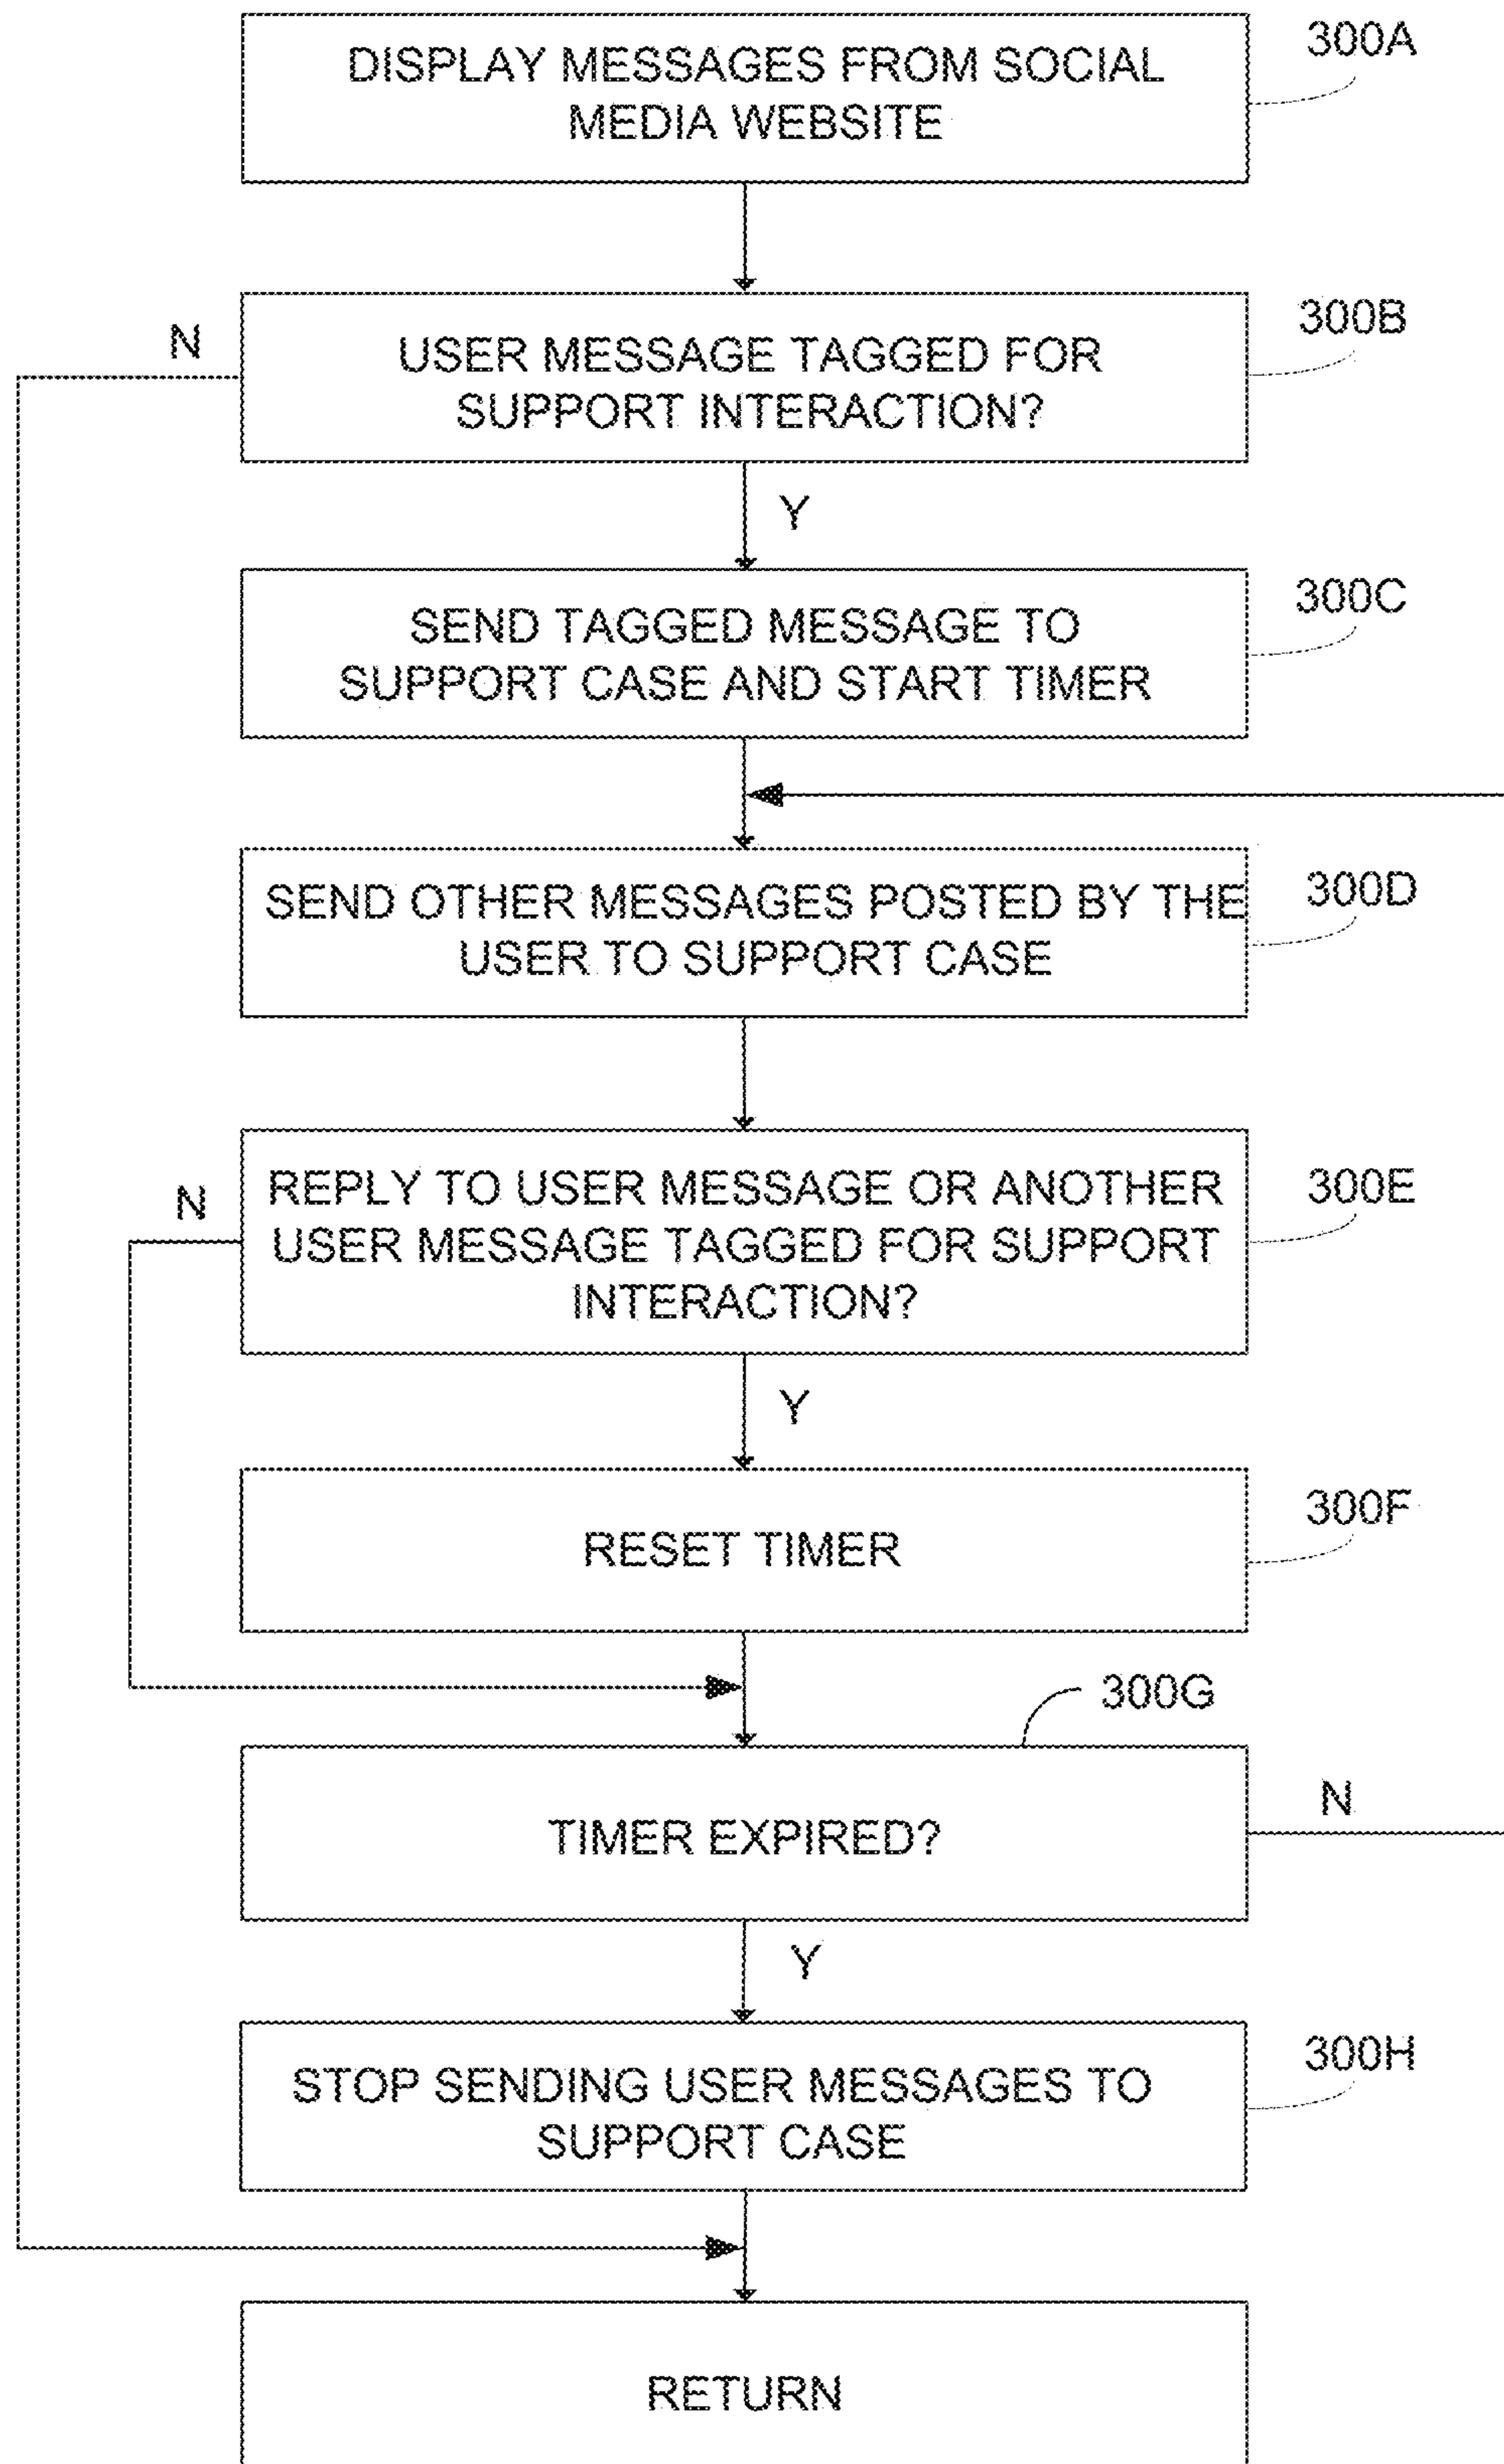 DISPLAY MESSAGES FROM SOCIAL
MEDIA WEBSITE
300A
USER MESSAGE TAGGED FOR
SUPPORT INTERACTION?
300B
N
Y
SEND TAGGED MESSAGE TO
SUPPORT CASE AND START TIMER
300C
SEND OTHER MESSAGES POSTED BY THE
USER TO SUPPORT CASE
300D
REPLY TO USER MESSAGE OR ANOTHER
USER MESSAGE TAGGED FOR SUPPORT
INTERACTION?
300E
N
Y
RESET TIMER
300F
300G
TIMER EXPIRED?
N
Y
STOP SENDING USER MESSAGES TO
SUPPORT CASE
300H
RETURN